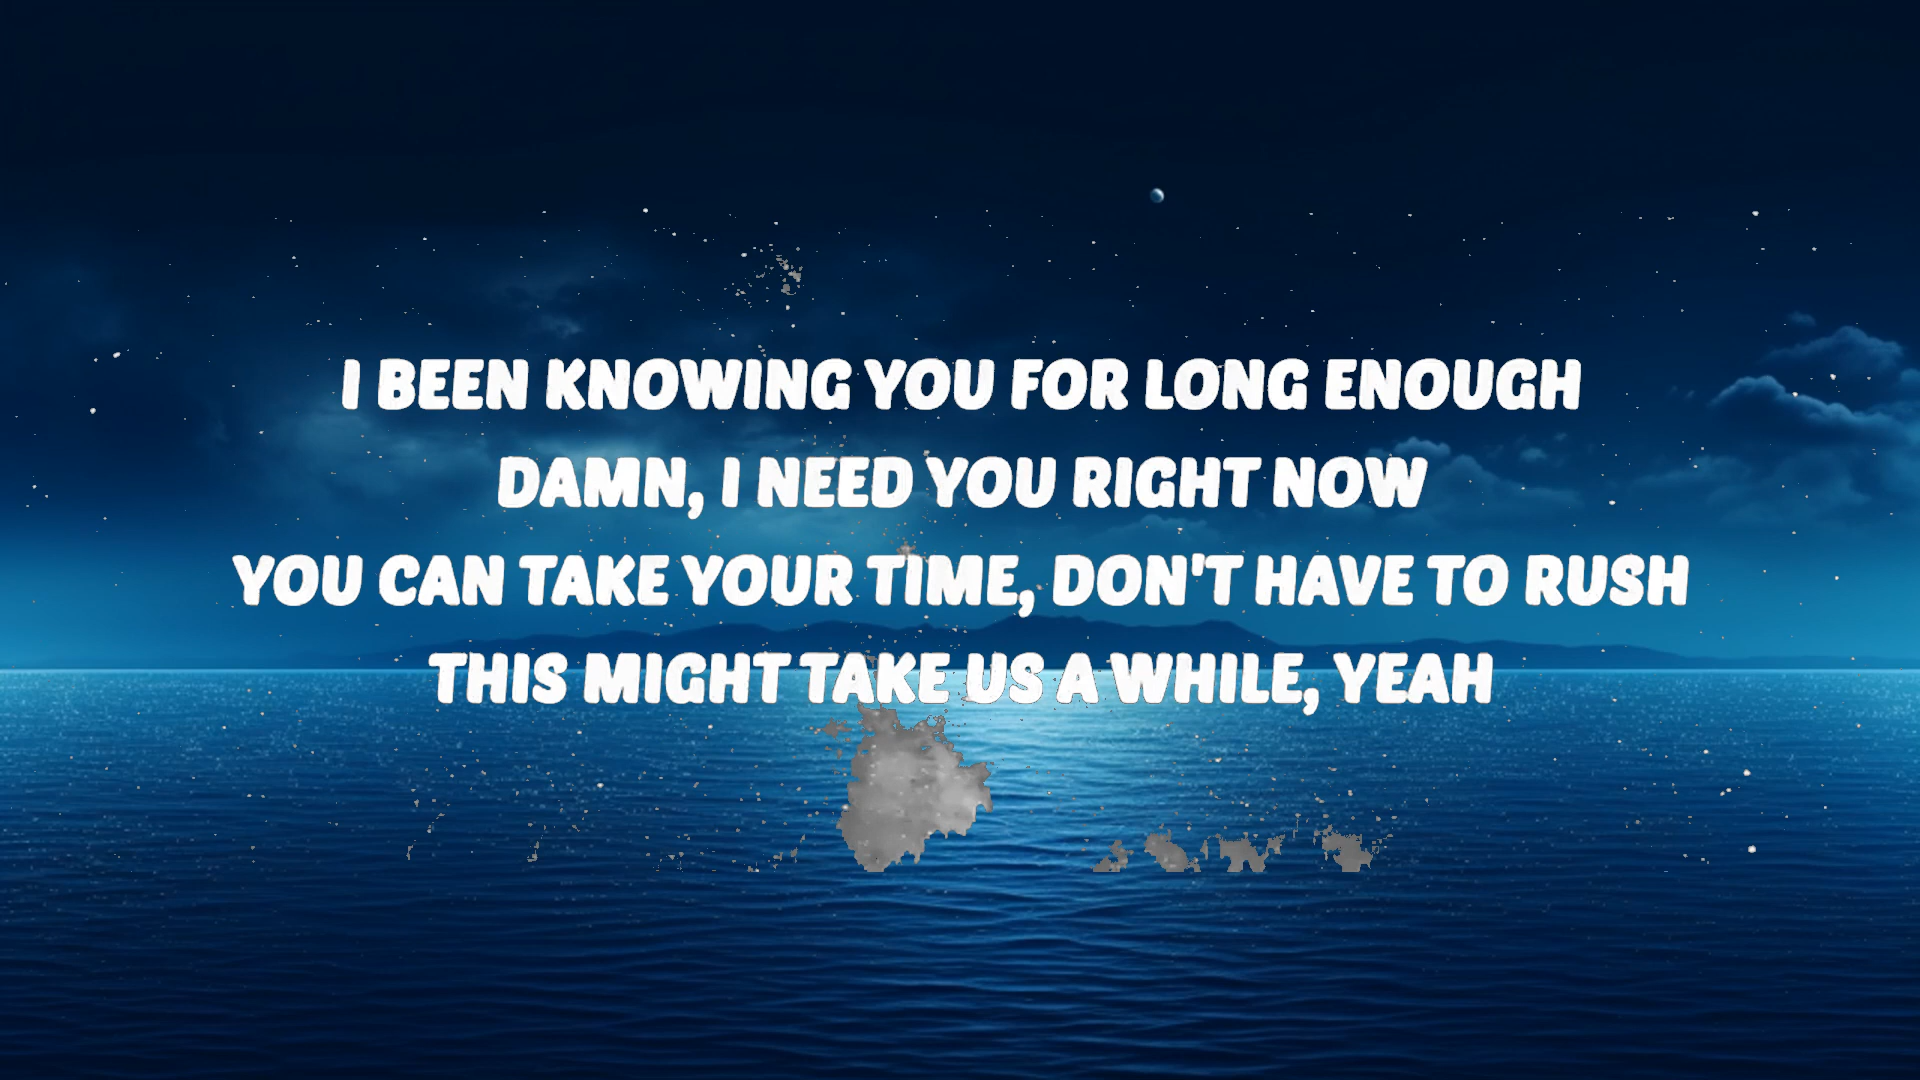 I BEEN KNOWING YOU FOR LONG ENOUGH
DAMN, I NEED YOU RIGHT NOW
YOU CAN TAKE YOUR TIME, DON'T HAVE TO RUSH
THIS MIGHT TAKE US A WHILE, YEAH